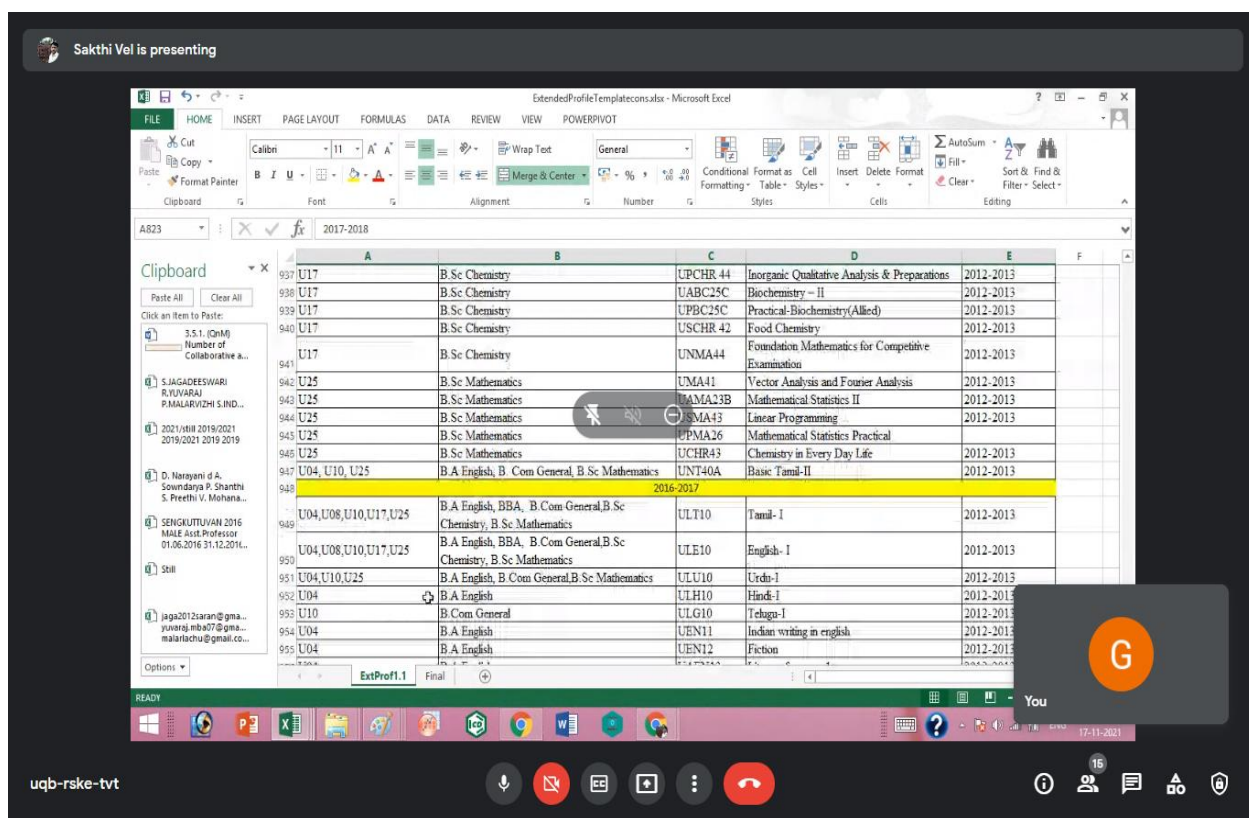 Sakthi Vel is presenting
ExtendedProfileTemplatecons.xlsx - Microsoft Excel
FILE HOME INSERT PAGE LAYOUT FORMULAS DATA REVIEW VIEW POWERPIVOT
Cut
Copy
Format Painter
Paste
Clipboard
Calibri 11
B I U
Font
Wrap Text
Merge & Center
Alignment
General
Number
Conditional Formatting
Format as Table
Cell Styles
Styles
Insert Delete Format
Cells
AutoSum
Fill
Clear
Sort & Filter
Find & Select
Editing
A823 fx 2017-2018
Clipboard
Paste All Clear All
Click an Item to Paste:
3.5.1. (QnM)
Number of
Collaborative a...
S.JAGADEESWARI
R.YUVARAJ
P.MALARVIZHI S.IND...
2021/still 2019/2021
2019/2021 2019 2019
D. Narayani d A.
Sowndarya P. Shanthi
S. Preethi V. Mohana...
SENGKUTTUVAN 2016
MALE Asst.Professor
01.06.2016 31.12.201...
Still
jaga2012saran@gma...
yuvaraj.mba07@gma...
malarlachu@gmail.co...
Options
A B C D E F
937 U17 B.Sc Chemistry UPCHR 44 Inorganic Qualitative Analysis & Preparations 2012-2013
938 U17 B.Sc Chemistry UABC25C Biochemistry – II 2012-2013
939 U17 B.Sc Chemistry UPBC25C Practical-Biochemistry(Allied) 2012-2013
940 U17 B.Sc Chemistry USCHR 42 Food Chemistry 2012-2013
941 U17 B.Sc Chemistry UNMA44 Foundation Mathematics for Competitive Examination 2012-2013
942 U25 B.Sc Mathematics UMA41 Vector Analysis and Fourier Analysis 2012-2013
943 U25 B.Sc Mathematics UAMA23B Mathematical Statistics II 2012-2013
944 U25 B.Sc Mathematics USMA43 Linear Programming 2012-2013
945 U25 B.Sc Mathematics UPMA26 Mathematical Statistics Practical
946 U25 B.Sc Mathematics UCHR43 Chemistry in Every Day Life 2012-2013
947 U04, U10, U25 B.A English, B. Com General, B.Sc Mathematics UNT40A Basic Tamil-II 2012-2013
948 2016-2017
949 U04,U08,U10,U17,U25 B.A English, BBA, B.Com General,B.Sc Chemistry, B.Sc Mathematics ULT10 Tamil- I 2012-2013
950 U04,U08,U10,U17,U25 B.A English, BBA, B.Com General,B.Sc Chemistry, B.Sc Mathematics ULE10 English- I 2012-2013
951 U04,U10,U25 B.A English, B.Com General,B.Sc Mathematics ULU10 Urdu-I 2012-2013
952 U04 B.A English ULH10 Hindi-I 2012-2013
953 U10 B.Com General ULG10 Telugu-I 2012-2013
954 U04 B.A English UEN11 Indian writing in english 2012-2013
955 U04 B.A English UEN12 Fiction 2012-2013
ExtProf1.1 Final
READY
G
You
17-11-2021
uqb-rske-tvt
15